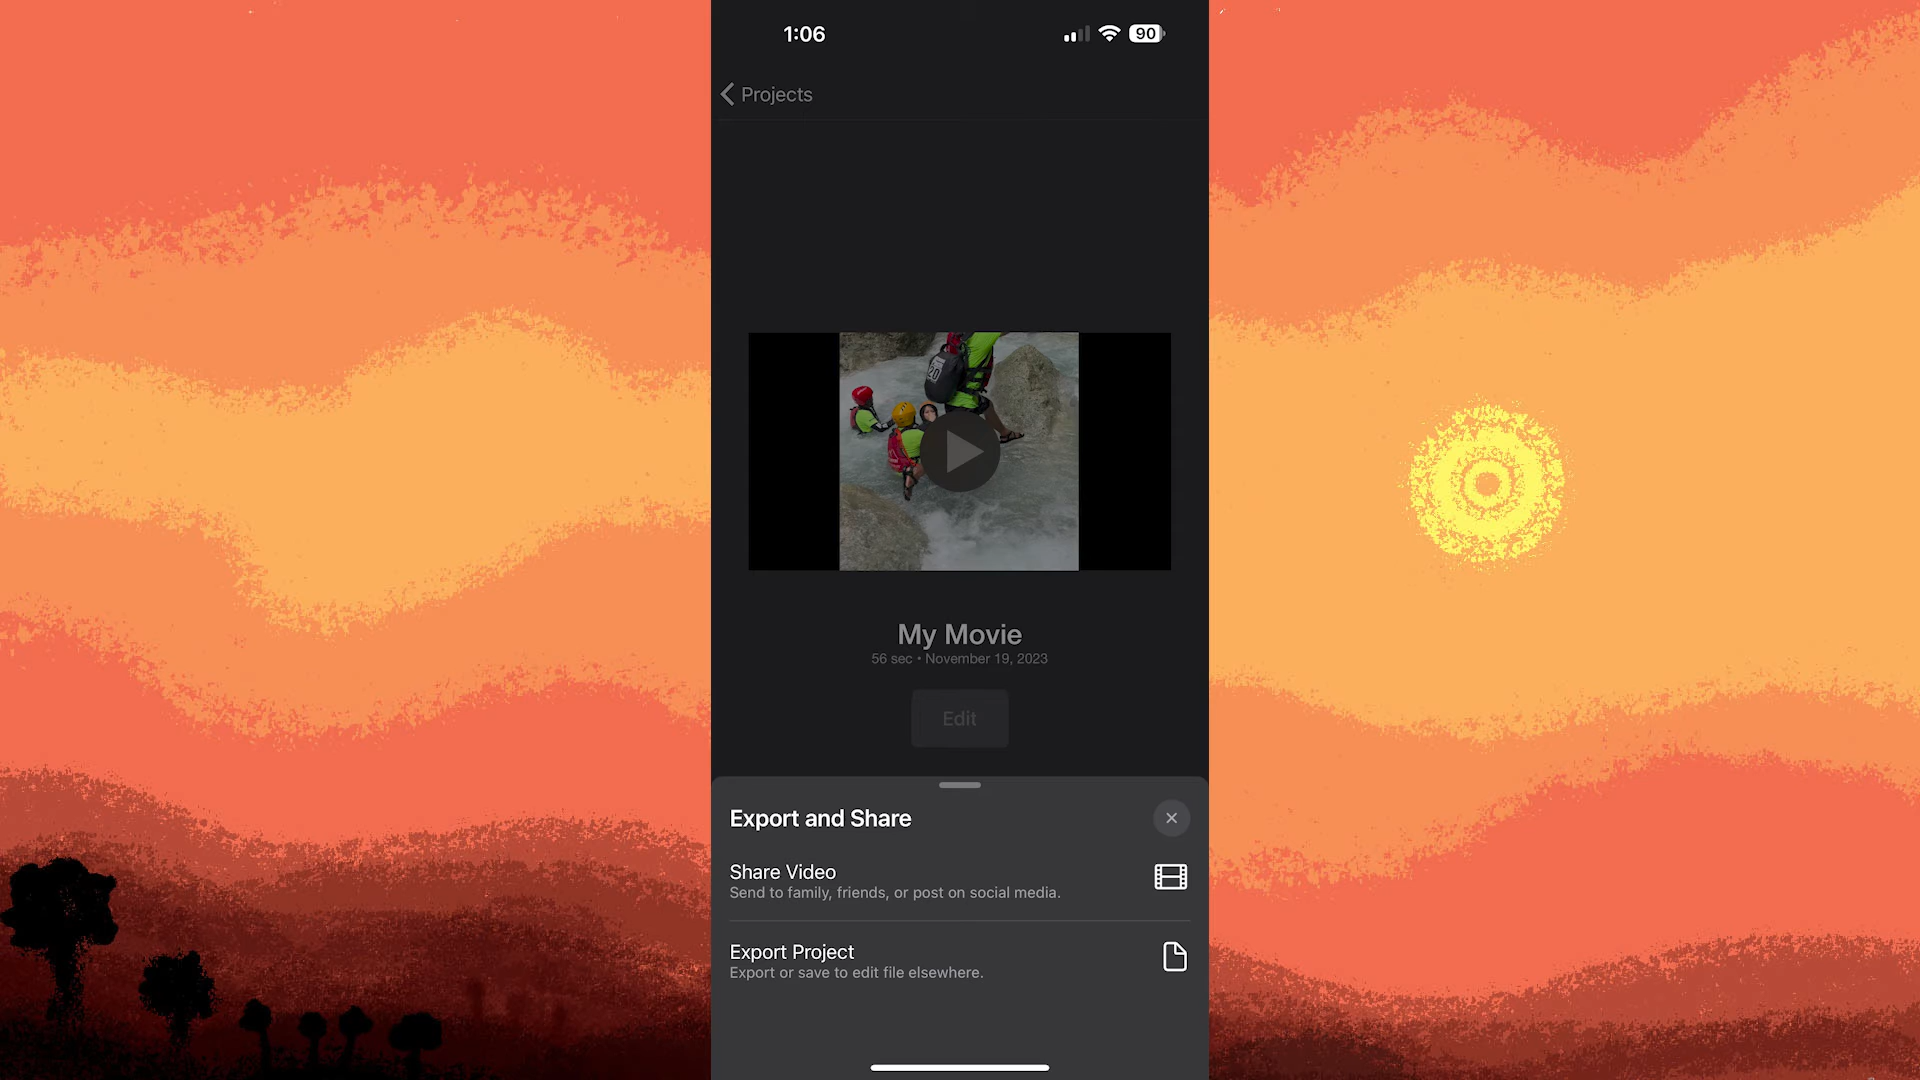 1:06
90
Projects
20
My Movie
56 sec • November 19, 2023
Edit
Export and Share
Share Video
Send to family, friends, or post on social media.
Export Project
Export or save to edit file elsewhere.